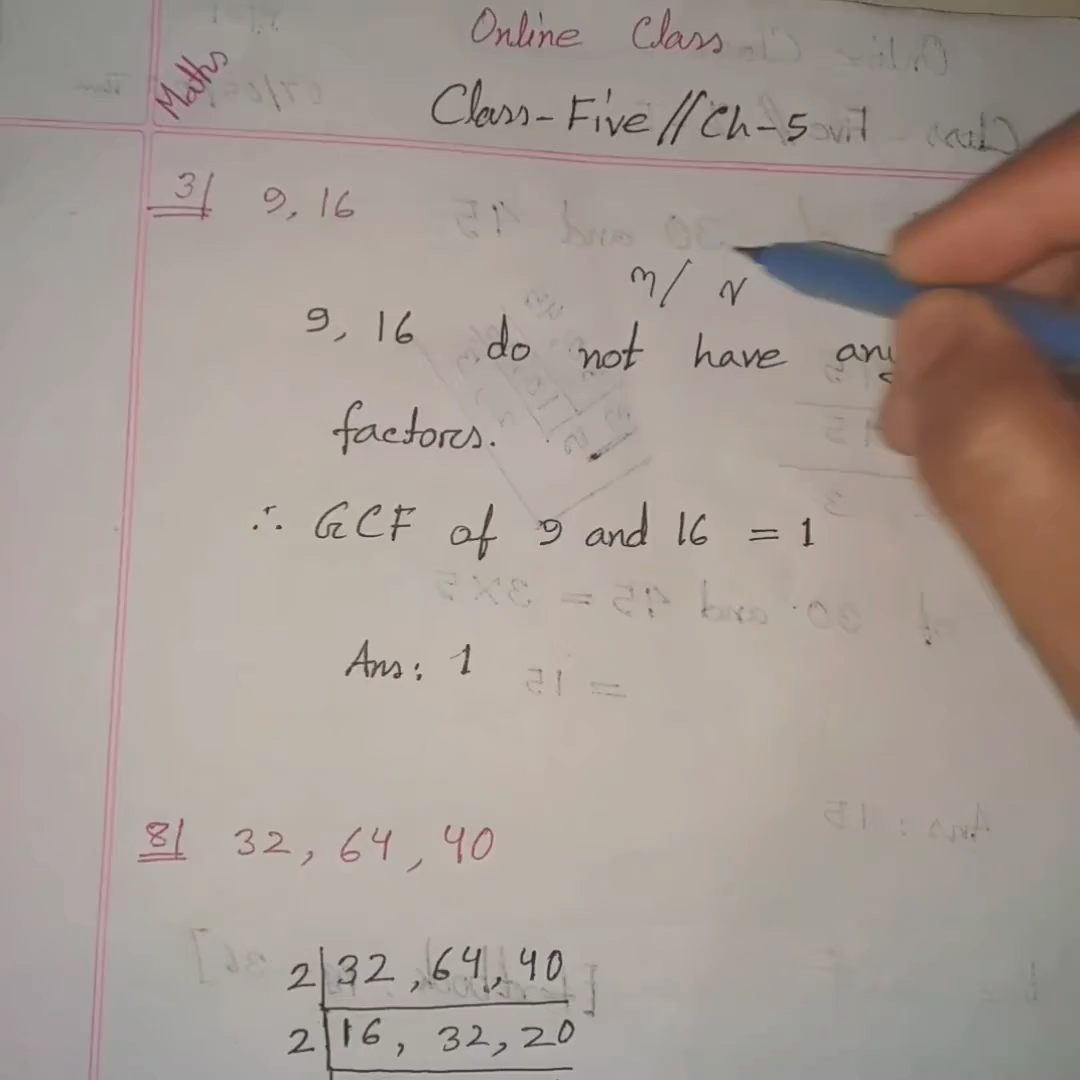 Online Class
Maths
Class-Five//Ch-5
3/ 9, 16
9, 16 do not have any
factors.
∴ GCF of 9 and 16 = 1
Ans: 1
8/ 32, 64, 40
2 32, 64, 40
2 16, 32, 20